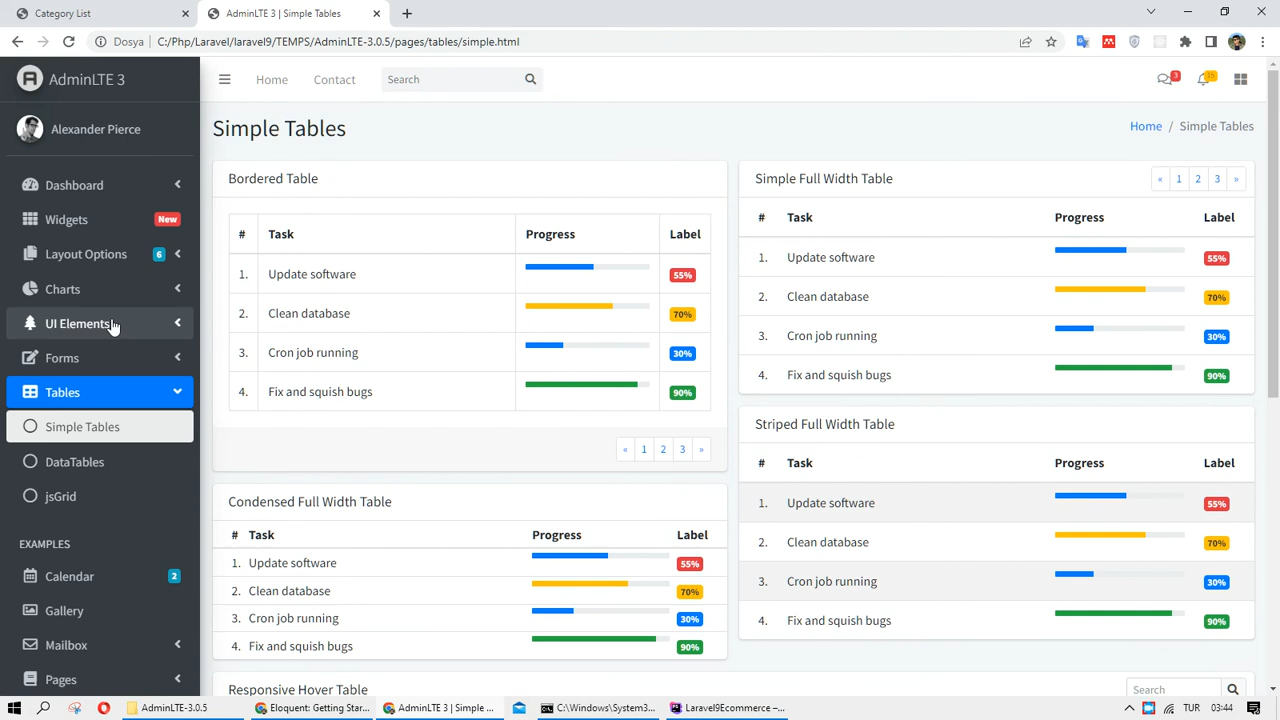 Category List
AdminLTE 3 | Simple Tables
Dosya
C:/Php/Laravel/laravel9/TEMPS/AdminLTE-3.0.5/pages/tables/simple.html
AdminLTE 3
Home
Contact
Search
3
15
Alexander Pierce
Simple Tables
Home / Simple Tables
Dashboard
Widgets
New
Layout Options
6
Charts
UI Elements
Forms
Tables
Simple Tables
DataTables
jsGrid
EXAMPLES
Calendar
2
Gallery
Mailbox
Pages
Bordered Table
# Task Progress Label
1. Update software 55%
2. Clean database 70%
3. Cron job running 30%
4. Fix and squish bugs 90%
« 1 2 3 »
Condensed Full Width Table
# Task Progress Label
1. Update software 55%
2. Clean database 70%
3. Cron job running 30%
4. Fix and squish bugs 90%
Simple Full Width Table
« 1 2 3 »
# Task Progress Label
1. Update software 55%
2. Clean database 70%
3. Cron job running 30%
4. Fix and squish bugs 90%
Striped Full Width Table
# Task Progress Label
1. Update software 55%
2. Clean database 70%
3. Cron job running 30%
4. Fix and squish bugs 90%
Responsive Hover Table
Search
AdminLTE-3.0.5
Eloquent: Getting Star...
AdminLTE 3 | Simple ...
C:\Windows\System3...
Laravel9Ecommerce –...
TUR
03:44